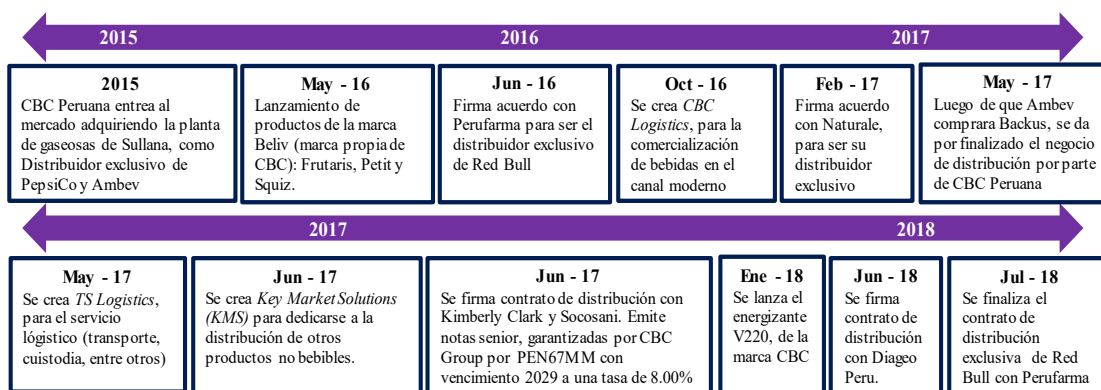 2015 2016 2017
2015
CBC Peruana entrea al
mercado adquiriendo la planta
de gaseosas de Sullana, como
Distribuidor exclusivo de
PepsiCo y Ambev
May - 16
Lanzamiento de
productos de la marca
Beliv (marca propia de
CBC): Frutaris, Petit y
Squiz.
Jun - 16
Firma acuerdo con
Perufarma para ser el
distribuidor exclusivo
de Red Bull
Oct - 16
Se crea CBC
Logistics, para la
comercialización
de bebidas en el
canal moderno
Feb - 17
Firma acuerdo
con Naturale,
para ser su
distribuidor
exclusivo
May - 17
Luego de que Ambev
comprara Backus, se da
por finalizado el negocio
de distribución por parte
de CBC Peruana
2017 2018
May - 17
Se crea TS Logistics,
para el servicio
lógistico (transporte,
cuistodia, entre otros)
Jun - 17
Se crea Key Market Solutions
(KMS) para dedicarse a la
distribución de otros
productos no bebibles.
Jun - 17
Se firma contrato de distribución con
Kimberly Clark y Socosani. Emite
notas senior, garantizadas por CBC
Group por PEN67MM con
vencimiento 2029 a una tasa de 8.00%
Ene - 18
Se lanza el
energizante
V220, de la
marca CBC
Jun - 18
Se firma
contrato de
distribución
con Diageo
Peru.
Jul - 18
Se finaliza el
contrato de
distribución
exclusiva de Red
Bull con Perufarma